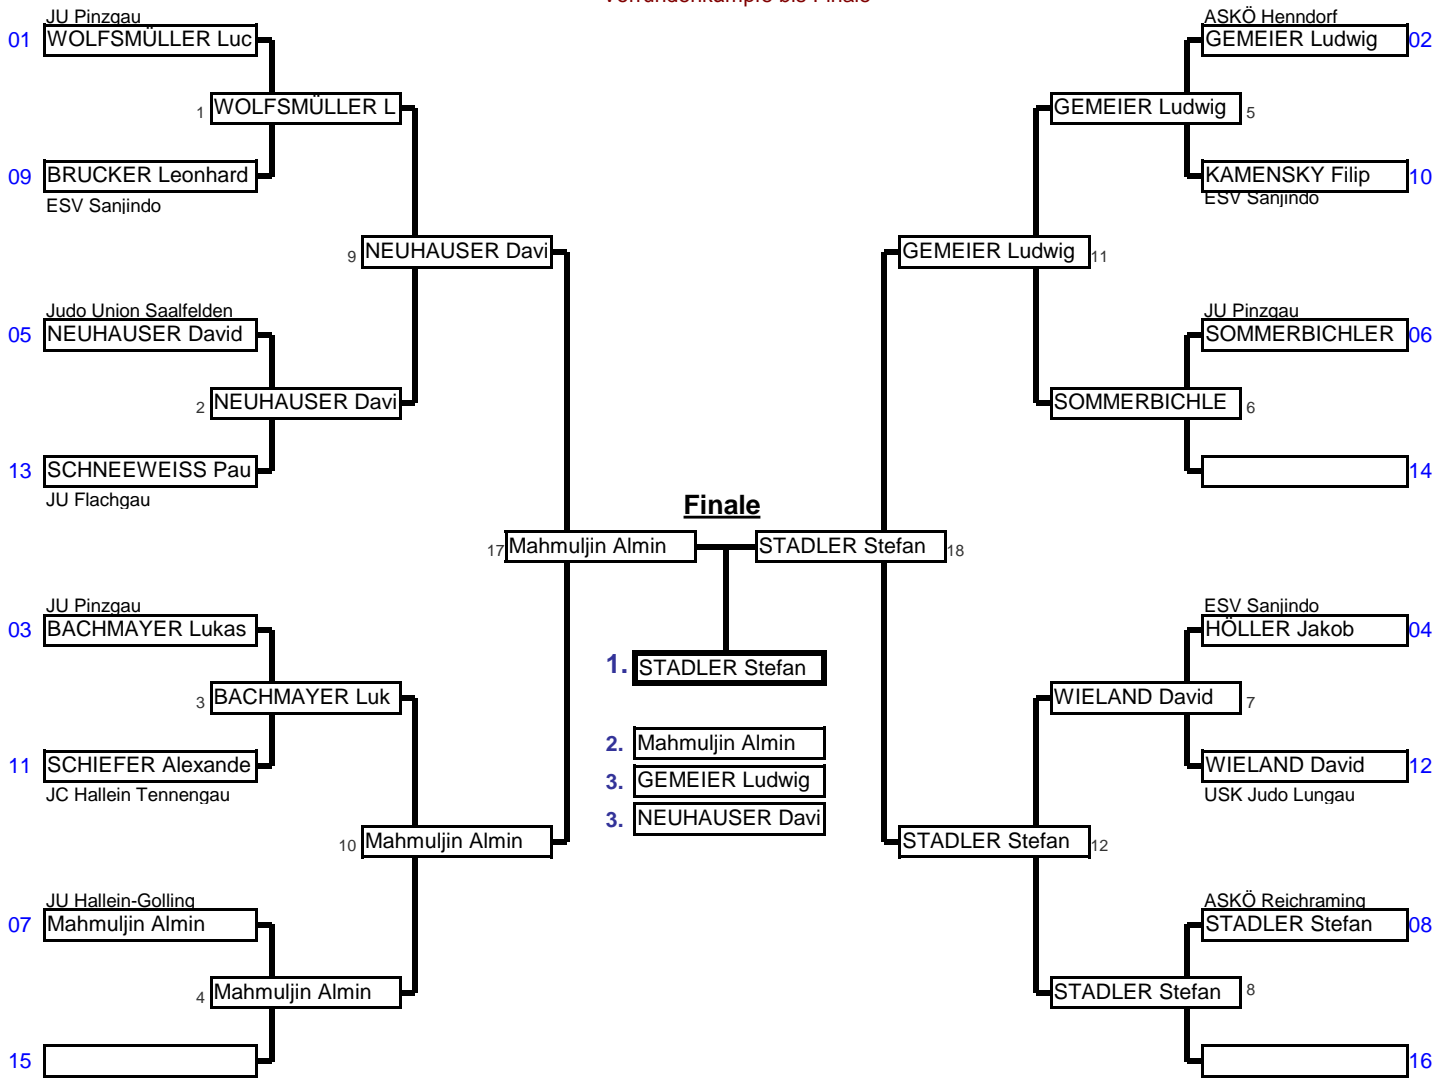 Vorrundenkämpfe bis Finale
JU Pinzgau
01 WOLFSMÜLLER Luc
1 WOLFSMÜLLER L
09 BRUCKER Leonhard
ESV Sanjindo
9 NEUHAUSER Davi
Judo Union Saalfelden
05 NEUHAUSER David
2 NEUHAUSER Davi
13 SCHNEEWEISS Pau
JU Flachgau
17 Mahmuljin Almin
JU Pinzgau
03 BACHMAYER Lukas
3 BACHMAYER Luk
11 SCHIEFER Alexande
JC Hallein Tennengau
10 Mahmuljin Almin
JU Hallein-Golling
07 Mahmuljin Almin
4 Mahmuljin Almin
15
Finale
1. STADLER Stefan
2. Mahmuljin Almin
3. GEMEIER Ludwig
3. NEUHAUSER Davi
ASKÖ Henndorf
GEMEIER Ludwig 02
GEMEIER Ludwig 5
KAMENSKY Filip 10
ESV Sanjindo
GEMEIER Ludwig 11
JU Pinzgau
SOMMERBICHLER 06
SOMMERBICHLE 6
14
STADLER Stefan 18
ESV Sanjindo
HÖLLER Jakob 04
WIELAND David 7
WIELAND David 12
USK Judo Lungau
STADLER Stefan 12
ASKÖ Reichraming
STADLER Stefan 08
STADLER Stefan 8
16